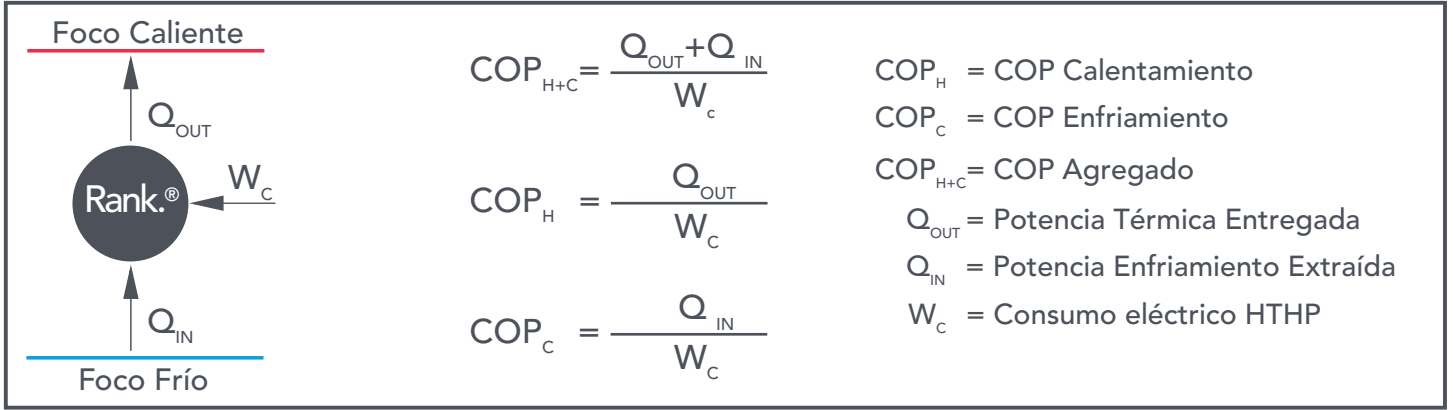 Foco Caliente
Q_OUT
Rank.®
W_C
Q_IN
Foco Frío
COP_H+C = (Q_OUT + Q_IN) / W_c
COP_H = Q_OUT / W_C
COP_C = Q_IN / W_C
COP_H = COP Calentamiento
COP_C = COP Enfriamiento
COP_H+C = COP Agregado
Q_OUT = Potencia Térmica Entregada
Q_IN = Potencia Enfriamiento Extraída
W_C = Consumo eléctrico HTHP